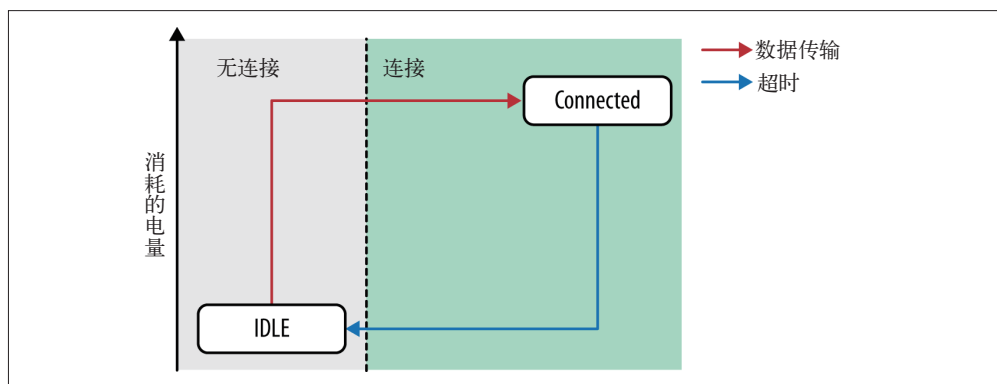 无连接
连接
数据传输
超时
Connected
消耗的电量
IDLE